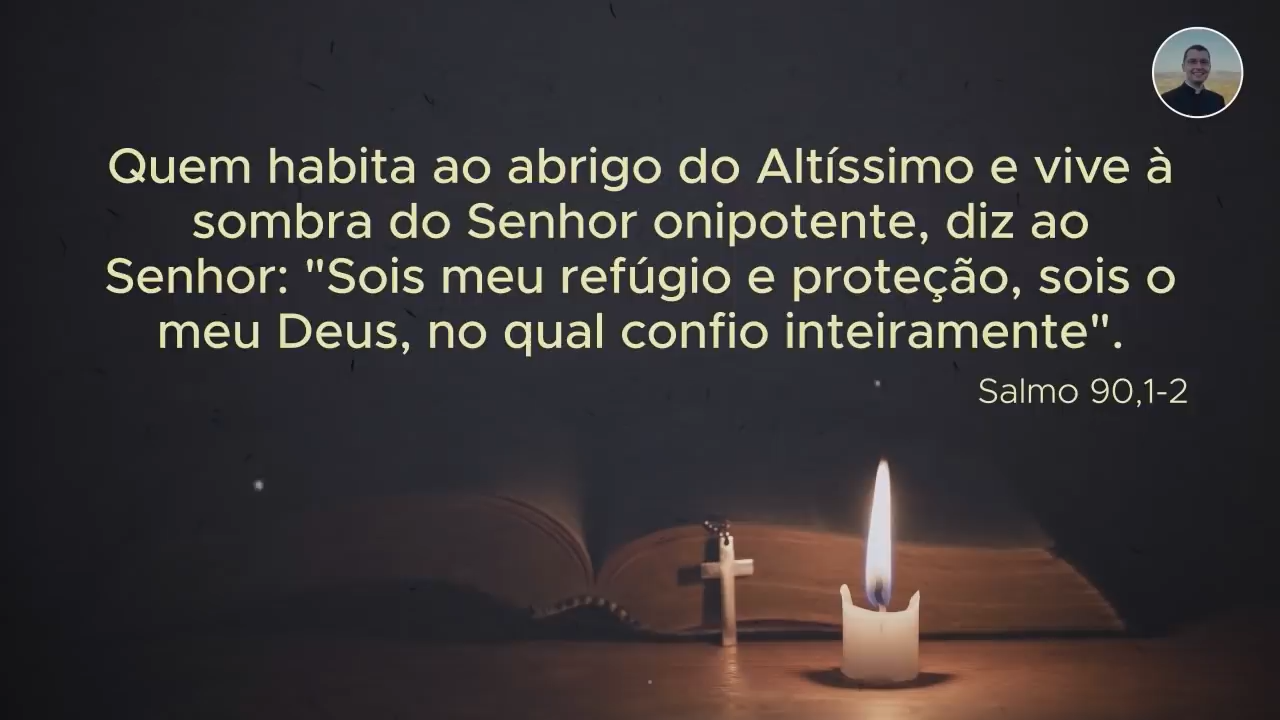 Quem habita ao abrigo do Altíssimo e vive à
sombra do Senhor onipotente, diz ao
Senhor: "Sois meu refúgio e proteção, sois o
meu Deus, no qual confio inteiramente".
Salmo 90,1-2